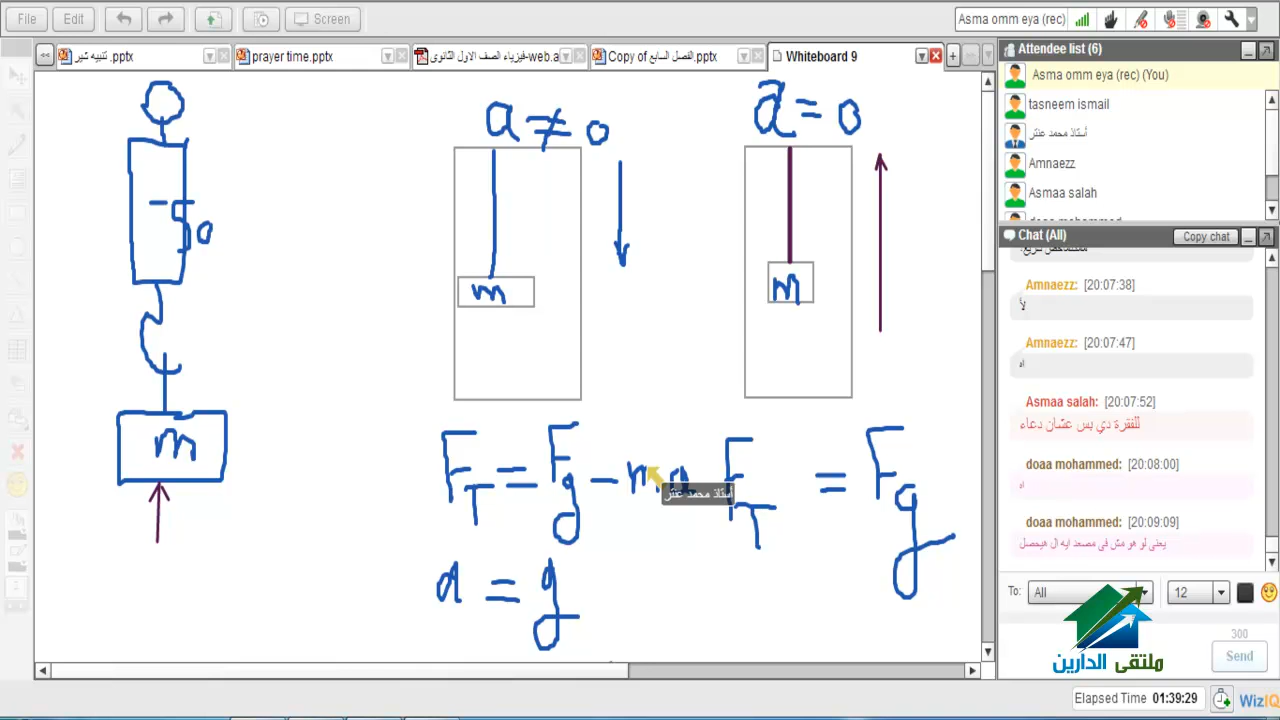 File
Edit
Screen
Asma omm eya (rec)
تنبيه شير .pptx
prayer time.pptx
فيزياء الصف الاول الثانوى-web.a
Copy of الفصل السابع.pptx
Whiteboard 9
Attendee list (6)
Asma omm eya (rec) (You)
tasneem ismail
أستاذ محمد عنتر
Amnaezz
Asmaa salah
doaa mohammed
Chat (All)
Copy chat
Amnaezz: [20:07:38]
لأ
Amnaezz: [20:07:47]
اه
Asmaa salah: [20:07:52]
للفقرة دي بس عشان دعاء
doaa mohammed: [20:08:00]
اه
doaa mohammed: [20:09:09]
يعنى لو هو مش فى مصعد ايه ال هيحصل
To:
All
12
300
Send
ملتقى الدارين
Elapsed Time 01:39:29
WizIQ
a ≠ 0
a = 0
0
m
m
m
F_T = F_g - m.a
أستاذ محمد عنتر
F_T = F_g
a = g